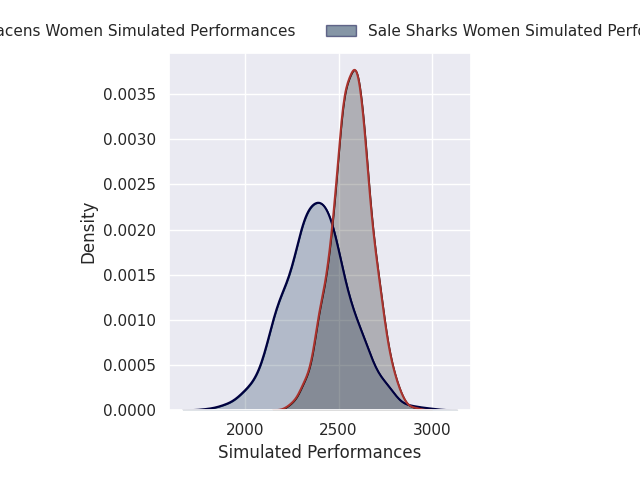 acens Women Simulated Performances Sale Sharks Women Simulated Perfo
0.0035
0.0030
0.0025
0.0020
0.0015
0.0010
0.0005
0.0000
Density
2000 2500 3000
Simulated Performances